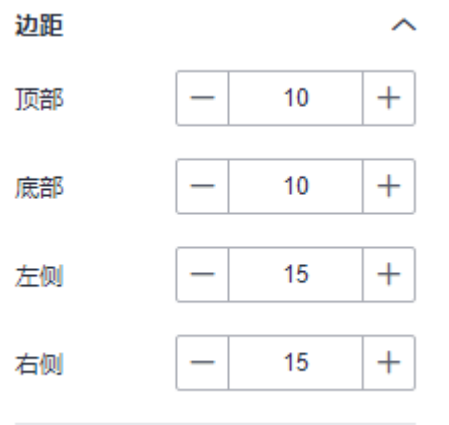 边距
顶部 — 10 +
底部 — 10 +
左侧 — 15 +
右侧 — 15 +